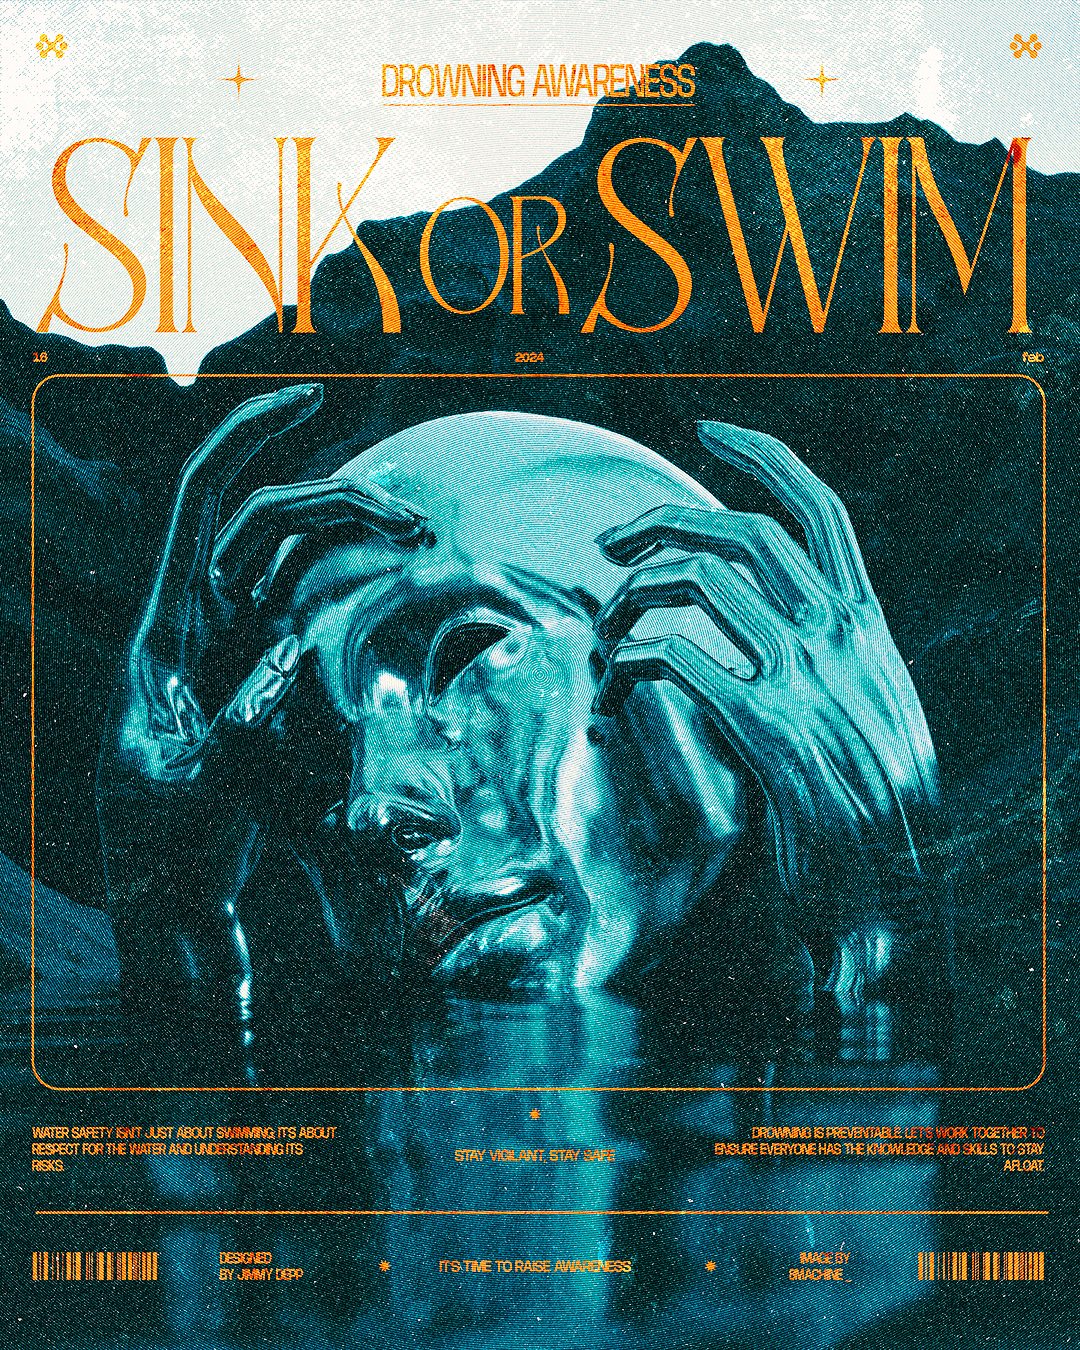 DROWNING AWARENESS
SINK OR SWIM
16 2024 feb
WATER SAFETY ISN'T JUST ABOUT SWIMMING; IT'S ABOUT
RESPECT FOR THE WATER AND UNDERSTANDING ITS
RISKS.
STAY VIGILANT, STAY SAFE
DROWNING IS PREVENTABLE. LET'S WORK TOGETHER TO
ENSURE EVERYONE HAS THE KNOWLEDGE AND SKILLS TO STAY
AFLOAT.
DESIGNED
BY JIMMY DEPP
IT'S TIME TO RAISE AWARENESS
IMAGE BY
8MACHINE _